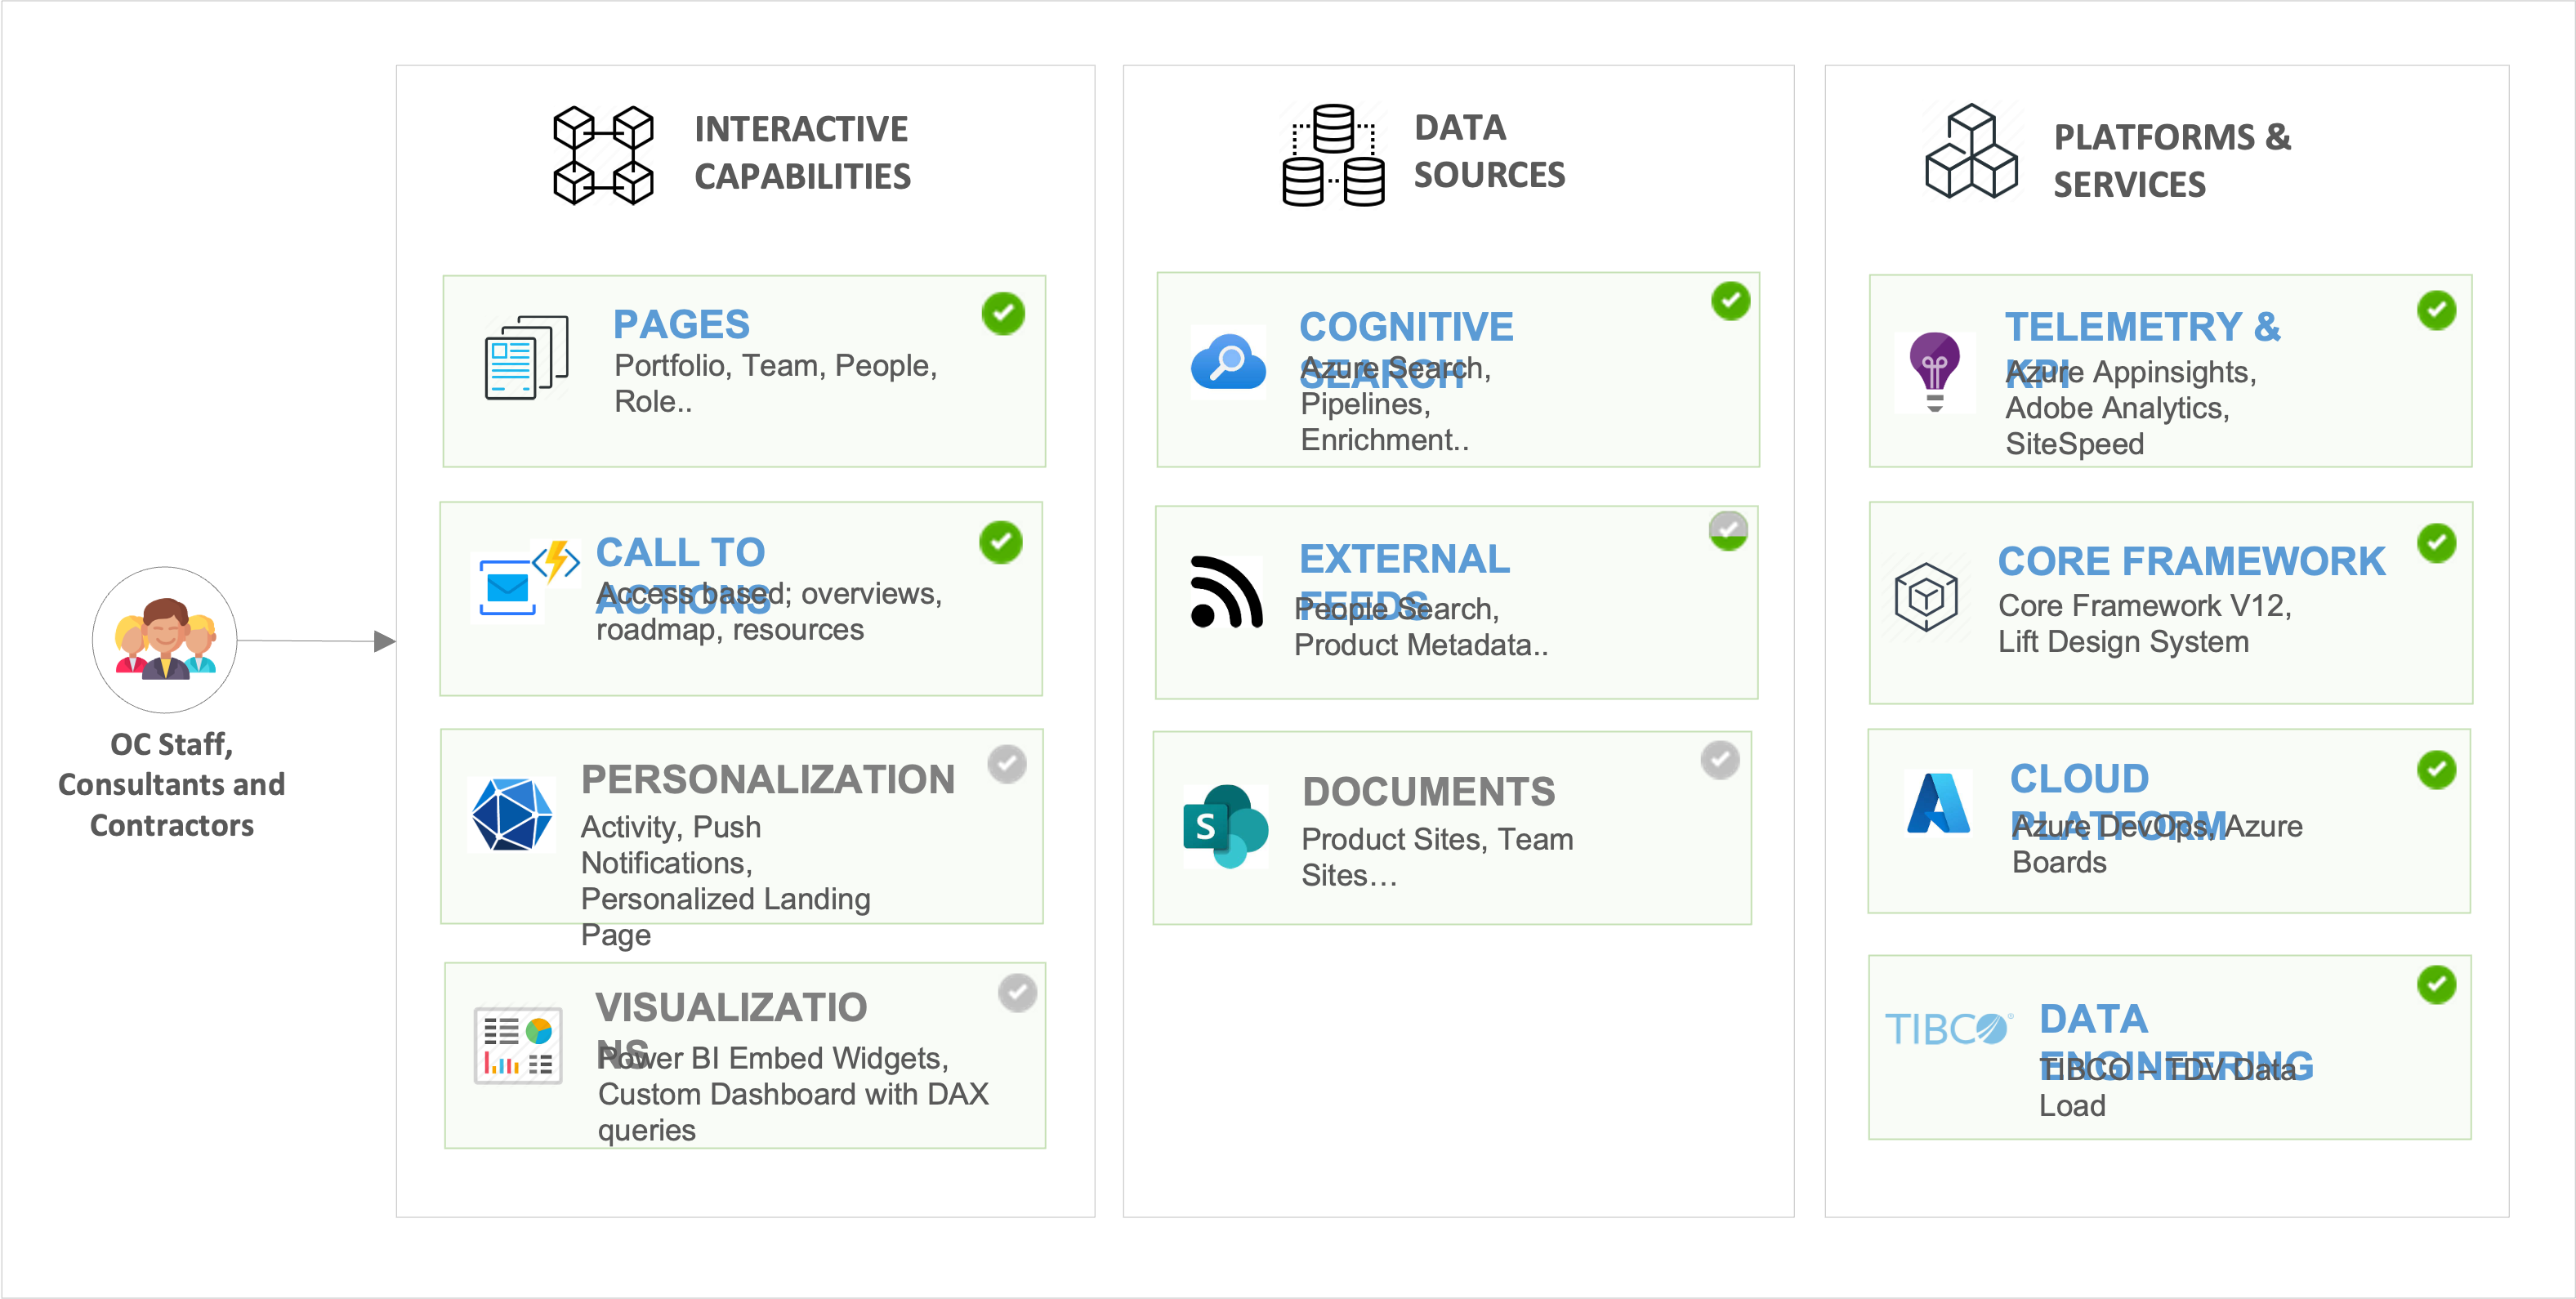 OC Staff,
Consultants and
Contractors
INTERACTIVE
CAPABILITIES
PAGES
Portfolio, Team, People,
Role..
CALL TO
ACTIONS
Access based; overviews,
roadmap, resources
PERSONALIZATION
Activity, Push
Notifications,
Personalized Landing
Page
VISUALIZATIO
NS
Power BI Embed Widgets,
Custom Dashboard with DAX
queries
DATA
SOURCES
COGNITIVE
SEARCH
Azure Search,
Pipelines,
Enrichment..
EXTERNAL
FEEDS
People Search,
Product Metadata..
S
DOCUMENTS
Product Sites, Team
Sites…
PLATFORMS &
SERVICES
TELEMETRY &
KPI
Azure Appinsights,
Adobe Analytics,
SiteSpeed
CORE FRAMEWORK
Core Framework V12,
Lift Design System
CLOUD
PLATFORM
Azure DevOps, Azure
Boards
TIBCO®
DATA
ENGINEERING
TIBCO – TDV Data
Load